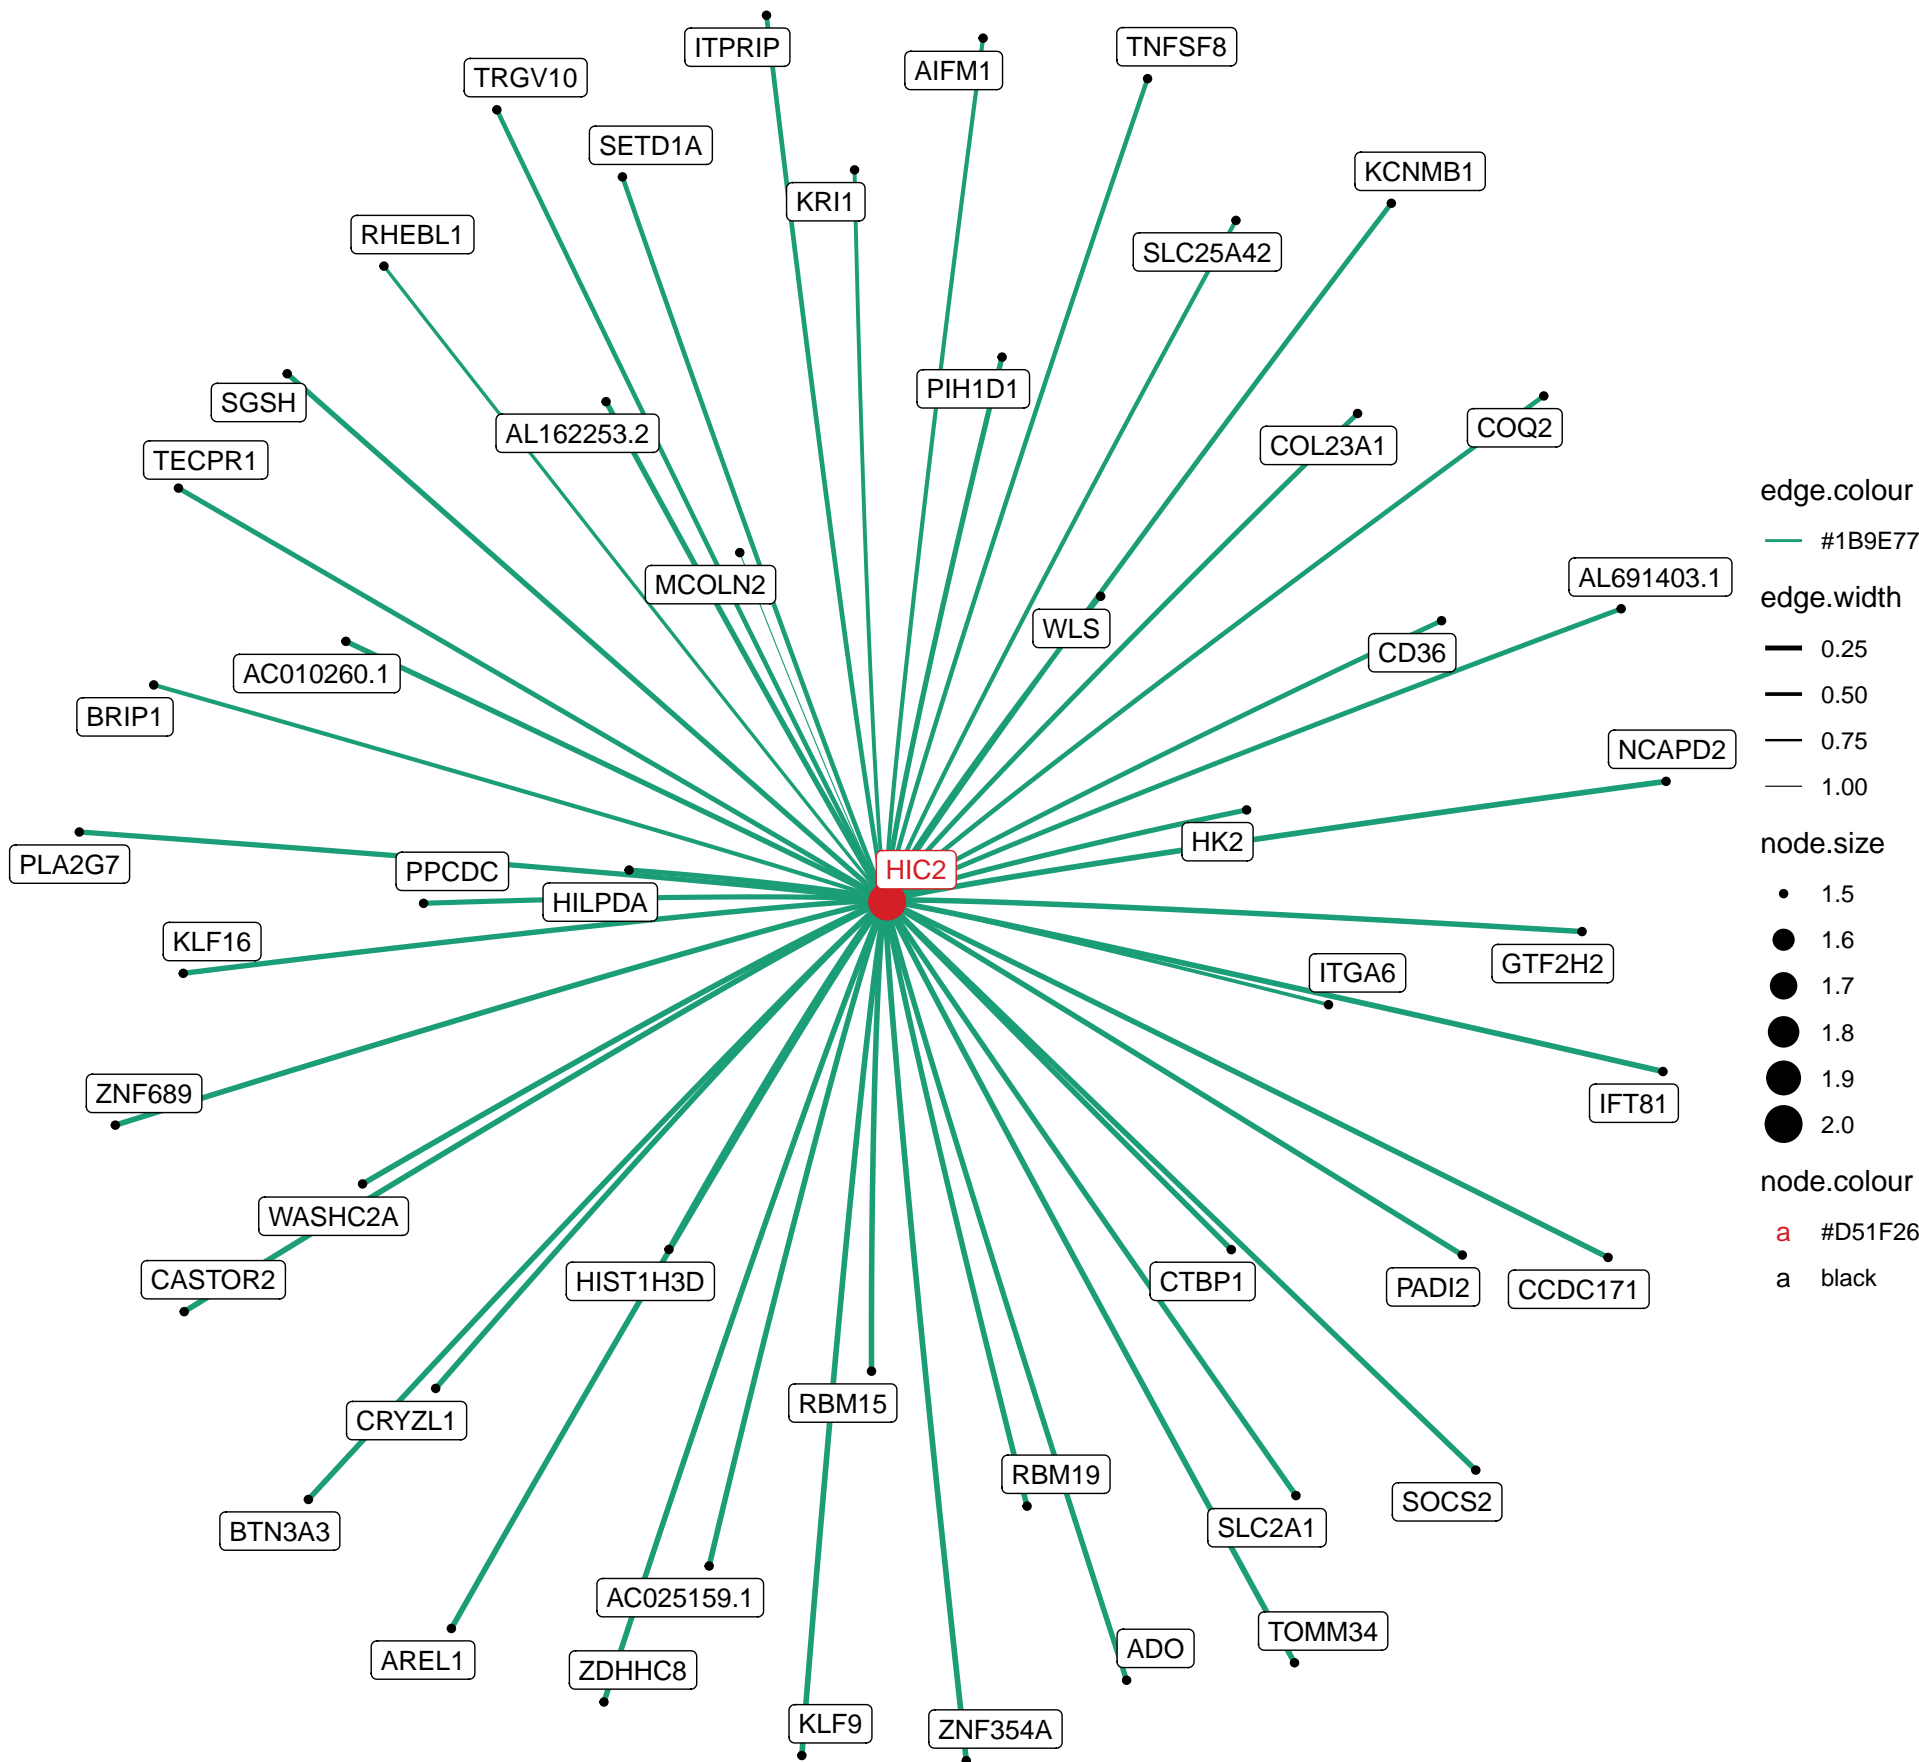 ITPRIP
TNFSF8
AIFM1
TRGV10
SETD1A
KCNMB1
KRI1
RHEBL1
SLC25A42
PIH1D1
SGSH
COQ2
AL162253.2
COL23A1
TECPR1
edge.colour
#1B9E77
AL691403.1
MCOLN2
edge.width
WLS
0.25
CD36
AC010260.1
0.50
BRIP1
0.75
NCAPD2
1.00
HK2
node.size
PLA2G7
PPCDC
HIC2
1.5
HILPDA
KLF16
1.6
GTF2H2
ITGA6
1.7
1.8
1.9
ZNF689
IFT81
2.0
node.colour
WASHC2A
#D51F26
CASTOR2
HIST1H3D
CTBP1
PADI2
CCDC171
black
a
a
RBM15
CRYZL1
RBM19
SOCS2
BTN3A3
SLC2A1
AC025159.1
TOMM34
ADO
AREL1
ZDHHC8
KLF9
ZNF354A